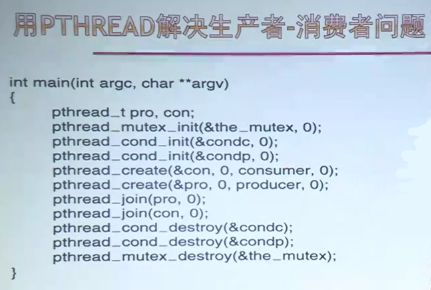 用PTHREAD解决生产者-消费者问题
int main(int argc, char **argv)
{
pthread_t pro, con;
pthread_mutex_init(&the_mutex, 0);
pthread_cond_init(&condc, 0);
pthread_cond_init(&condp, 0);
pthread_create(&con, 0, consumer, 0);
pthread_create(&pro, 0, producer, 0);
pthread_join(pro, 0);
pthread_join(con, 0);
pthread_cond_destroy(&condc);
pthread_cond_destroy(&condp);
pthread_mutex_destroy(&the_mutex);
}